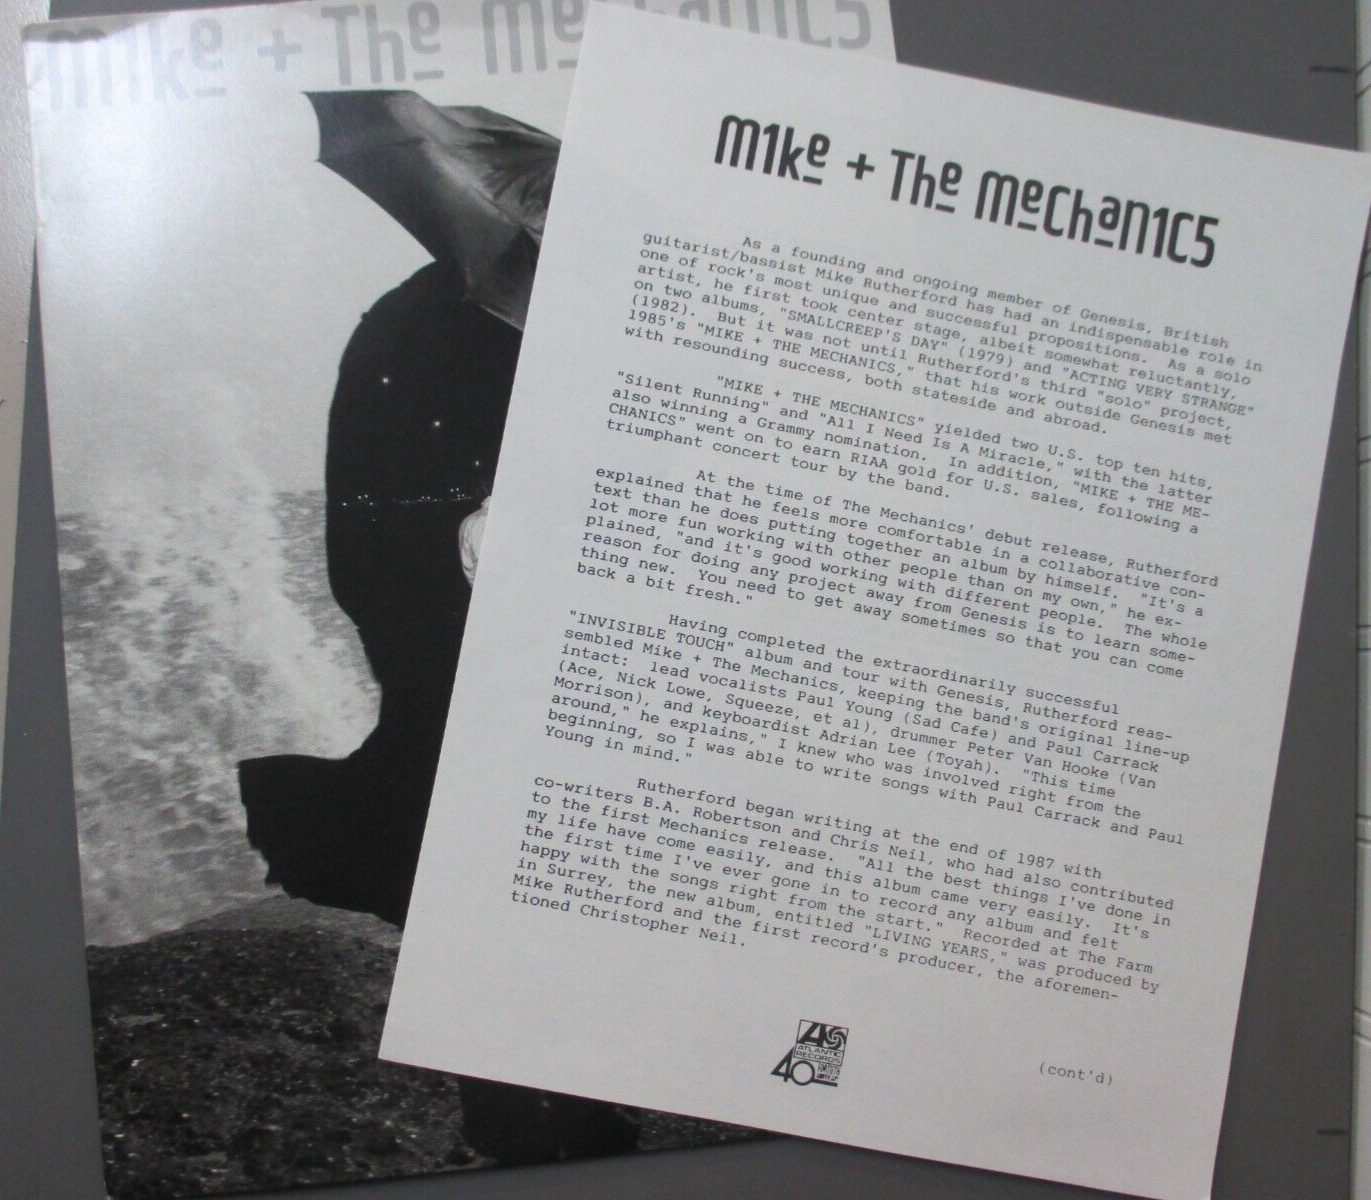 mike + The Mechan1C5
m1ke + The MeChan1C5
As a founding and ongoing member of Genesis, British
guitarist/bassist Mike Rutherford has had an indispensable role in
one of rock's most unique and successful propositions.  As a solo
artist, he first took center stage, albeit somewhat reluctantly,
on two albums, "SMALLCREEP'S DAY" (1979) and "ACTING VERY STRANGE"
(1982).  But it was not until Rutherford's third "solo" project,
1985's "MIKE + THE MECHANICS," that his work outside Genesis met
with resounding success, both stateside and abroad.
"MIKE + THE MECHANICS" yielded two U.S. top ten hits,
"Silent Running" and "All I Need Is A Miracle," with the latter
also winning a Grammy nomination.  In addition, "MIKE + THE ME-
CHANICS" went on to earn RIAA gold for U.S. sales, following a
triumphant concert tour by the band.
At the time of The Mechanics' debut release, Rutherford
explained that he feels more comfortable in a collaborative con-
text than he does putting together an album by himself.  "It's a
lot more fun working with other people than on my own," he ex-
plained, "and it's good working with different people.  The whole
reason for doing any project away from Genesis is to learn some-
thing new.  You need to get away sometimes so that you can come
back a bit fresh."
Having completed the extraordinarily successful
"INVISIBLE TOUCH" album and tour with Genesis, Rutherford reas-
sembled Mike + The Mechanics, keeping the band's original line-up
intact:  lead vocalists Paul Young (Sad Cafe) and Paul Carrack
(Ace, Nick Lowe, Squeeze, et al), drummer Peter Van Hooke (Van
Morrison), and keyboardist Adrian Lee (Toyah).  "This time
around," he explains," I knew who was involved right from the
beginning, so I was able to write songs with Paul Carrack and Paul
Young in mind."
Rutherford began writing at the end of 1987 with
co-writers B.A. Robertson and Chris Neil, who had also contributed
to the first Mechanics release.  "All the best things I've done in
my life have come easily, and this album came very easily.  It's
the first time I've ever gone in to record any album and felt
happy with the songs right from the start."  Recorded at The Farm
in Surrey, the new album, entitled "LIVING YEARS," was produced by
Mike Rutherford and the first record's producer, the aforemen-
tioned Christopher Neil.
ATLANTIC
RECORDS
40
(cont'd)